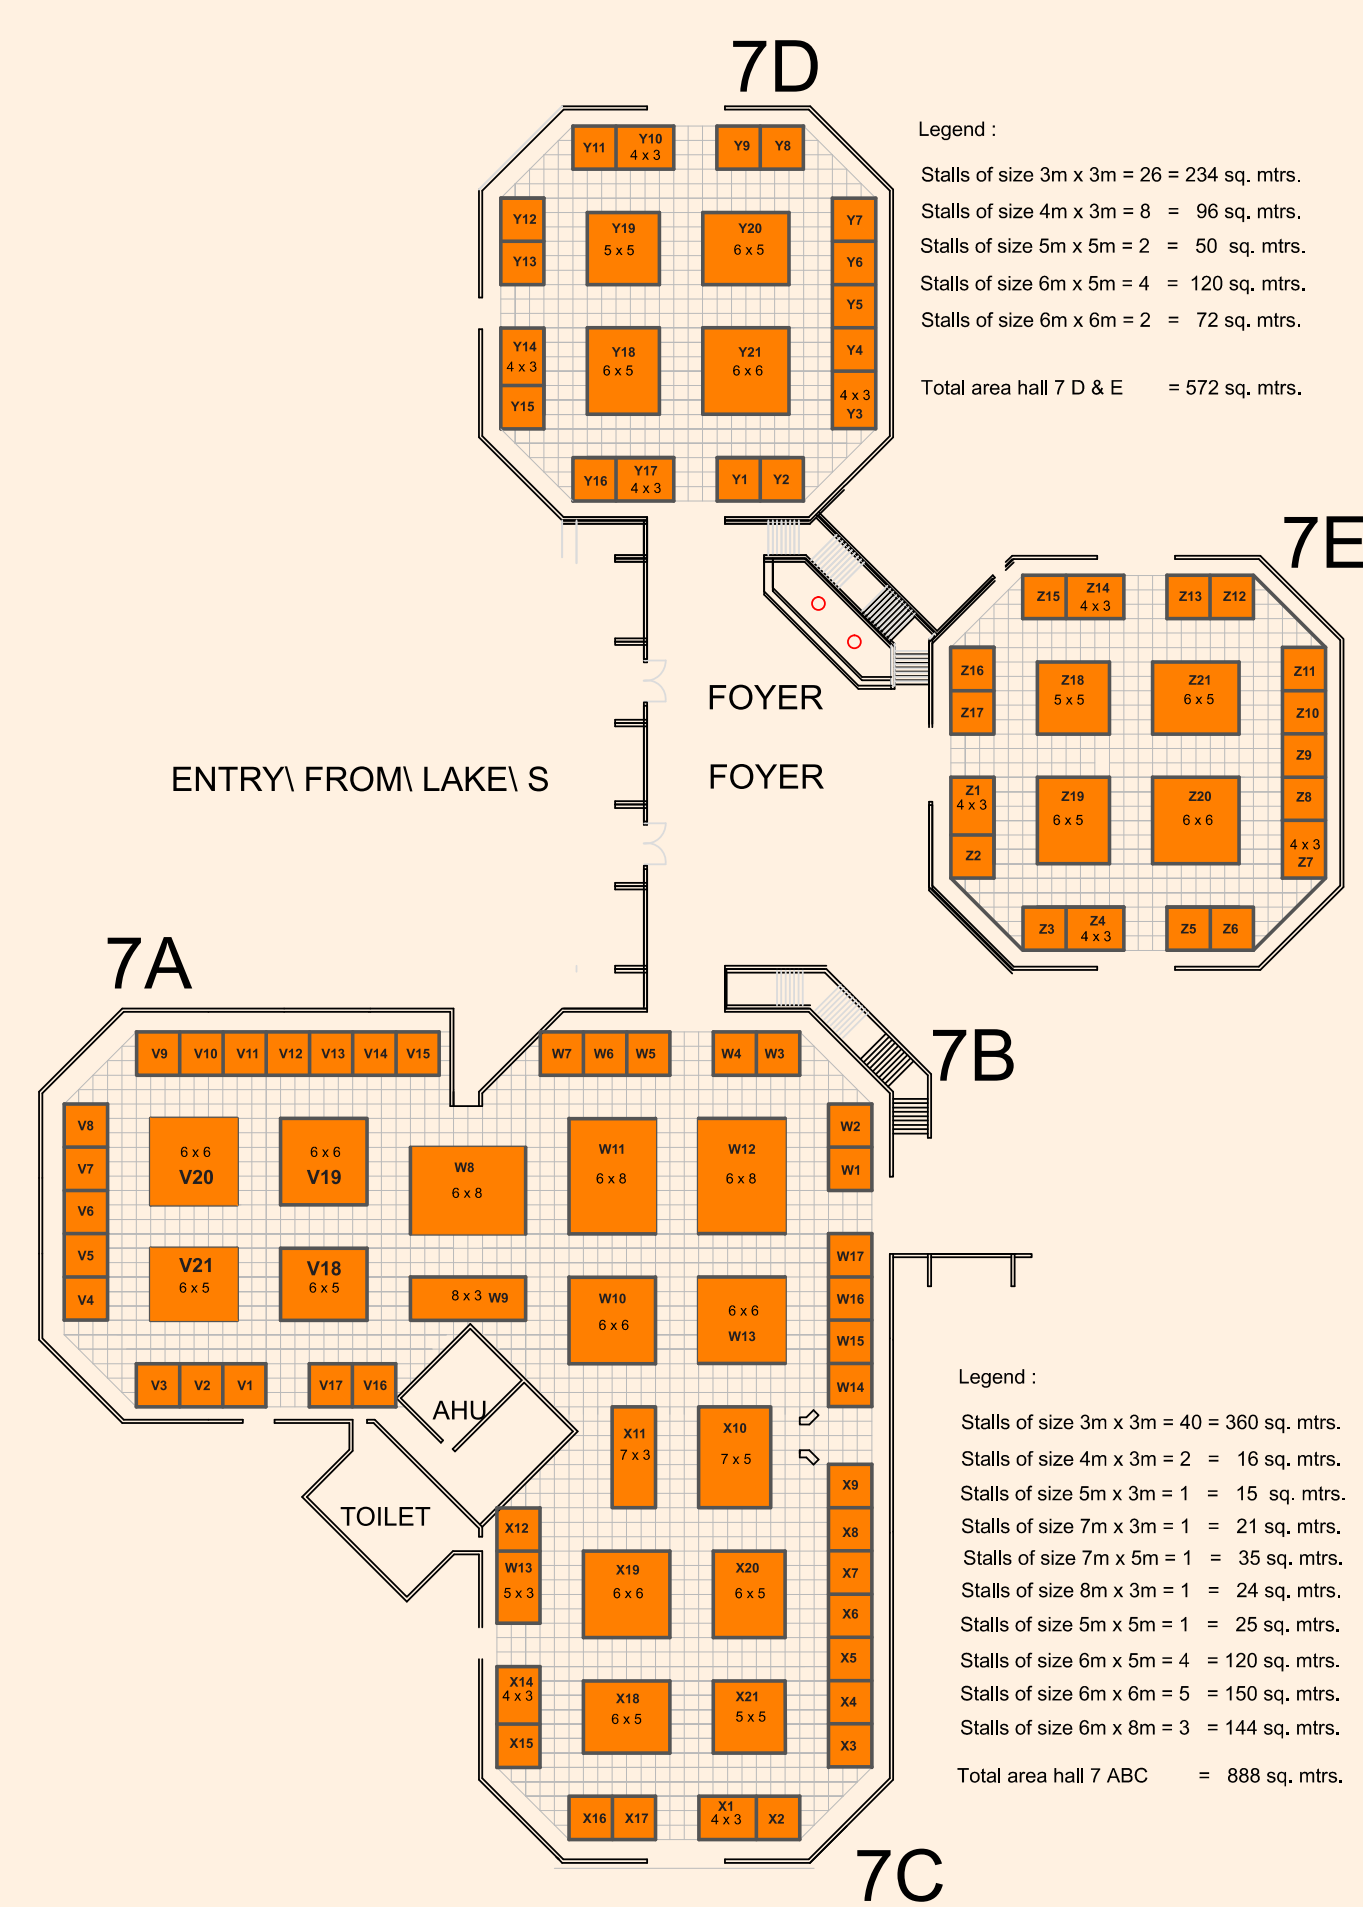 7D
Legend :
Stalls of size 3m x 3m = 26 = 234 sq. mtrs.
Stalls of size 4m x 3m = 8 = 96 sq. mtrs.
Stalls of size 5m x 5m = 2 = 50 sq. mtrs.
Stalls of size 6m x 5m = 4 = 120 sq. mtrs.
Stalls of size 6m x 6m = 2 = 72 sq. mtrs.
Total area hall 7 D & E = 572 sq. mtrs.
Y11 Y10 Y9 Y8
4 x 3
Y12 Y19 Y20 Y7
5 x 5 6 x 5
Y13 Y6
Y5
Y14 Y18 Y21 Y4
4 x 3 6 x 5 6 x 6
4 x 3
Y15 Y3
Y16 Y17 Y1 Y2
4 x 3
7E
Z15 Z14 Z13 Z12
4 x 3
Z16 Z18 Z21 Z11
5 x 5 6 x 5
Z17 Z10
Z9
Z1 Z19 Z20 Z8
4 x 3 6 x 5 6 x 6
4 x 3
Z2 Z7
Z3 Z4 Z5 Z6
4 x 3
FOYER
ENTRY\ FROM\ LAKE\ S FOYER
7A
7B
V9 V10 V11 V12 V13 V14 V15 W7 W6 W5 W4 W3
V8 W2
V7 6 x 6 6 x 6 W8 W11 W12 W1
V20 V19 6 x 8 6 x 8 6 x 8
V6
V5 V21 V18 W17
6 x 5 6 x 5
V4 8 x 3 W9 W10 6 x 6 W16
6 x 6 W13 W15
V3 V2 V1 V17 V16 W14
AHU
X11 X10
7 x 3 7 x 5
TOILET
X9
X12 X8
W13 X19 X20 X7
5 x 3 6 x 6 6 x 5
X6
X5
X14 X18 X21 X4
4 x 3 6 x 5 5 x 5
X15 X3
X16 X17 X1 X2
4 x 3
7C
Legend :
Stalls of size 3m x 3m = 40 = 360 sq. mtrs.
Stalls of size 4m x 3m = 2 = 16 sq. mtrs.
Stalls of size 5m x 3m = 1 = 15 sq. mtrs.
Stalls of size 7m x 3m = 1 = 21 sq. mtrs.
Stalls of size 7m x 5m = 1 = 35 sq. mtrs.
Stalls of size 8m x 3m = 1 = 24 sq. mtrs.
Stalls of size 5m x 5m = 1 = 25 sq. mtrs.
Stalls of size 6m x 5m = 4 = 120 sq. mtrs.
Stalls of size 6m x 6m = 5 = 150 sq. mtrs.
Stalls of size 6m x 8m = 3 = 144 sq. mtrs.
Total area hall 7 ABC = 888 sq. mtrs.